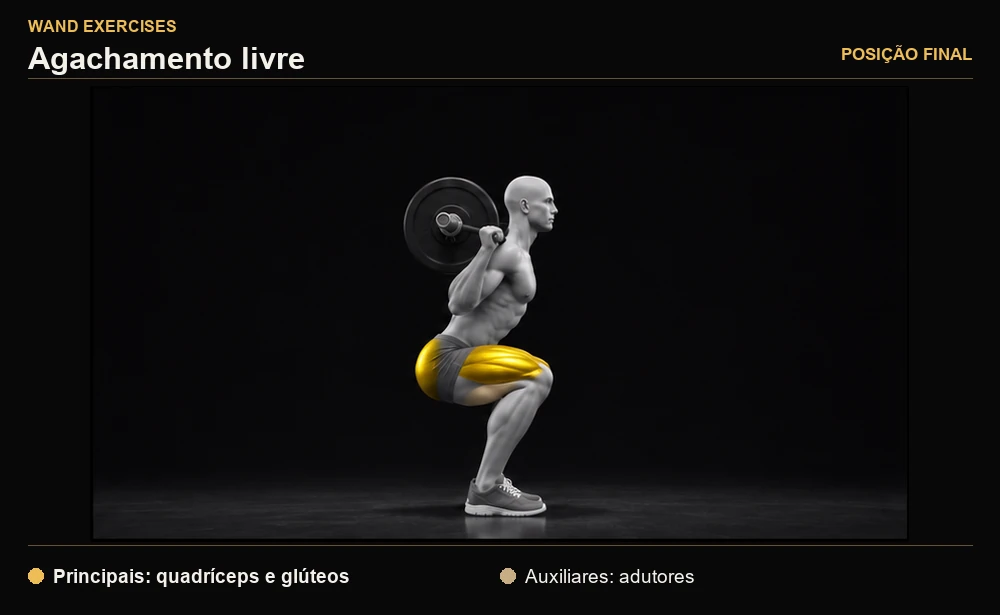 WAND EXERCISES
Agachamento livre
POSIÇÃO FINAL
Principais: quadríceps e glúteos
Auxiliares: adutores